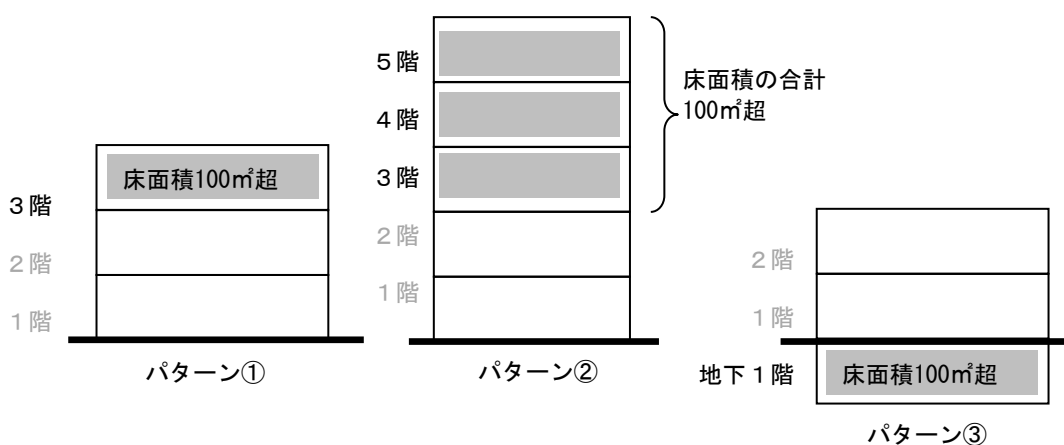 3階
2階
1階
床面積100㎡超
パターン①
5階
4階
3階
2階
1階
床面積の合計
100㎡超
パターン②
2階
1階
地下1階
床面積100㎡超
パターン③